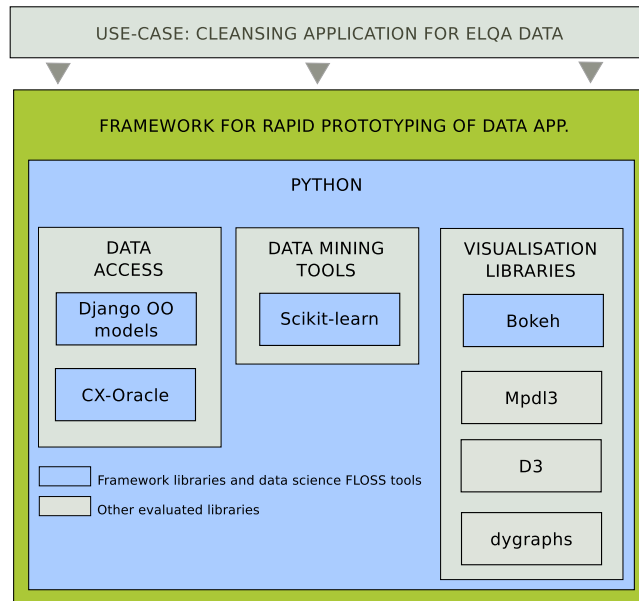 USE-CASE: CLEANSING APPLICATION FOR ELQA DATA
FRAMEWORK FOR RAPID PROTOTYPING OF DATA APP.
PYTHON
DATA
ACCESS
Django OO
models
CX-Oracle
DATA MINING
TOOLS
Scikit-learn
VISUALISATION
LIBRARIES
Bokeh
Mpdl3
D3
dygraphs
Framework libraries and data science FLOSS tools
Other evaluated libraries